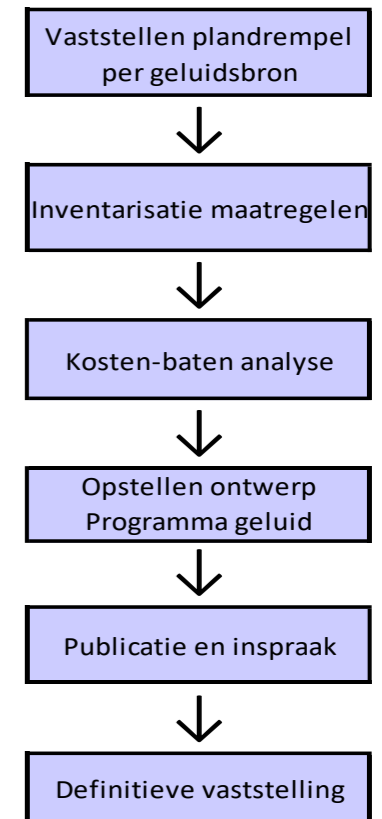 Vaststellen plandrempel
per geluidsbron
Inventarisatie maatregelen
Kosten-baten analyse
Opstellen ontwerp
Programma geluid
Publicatie en inspraak
Definitieve vaststelling